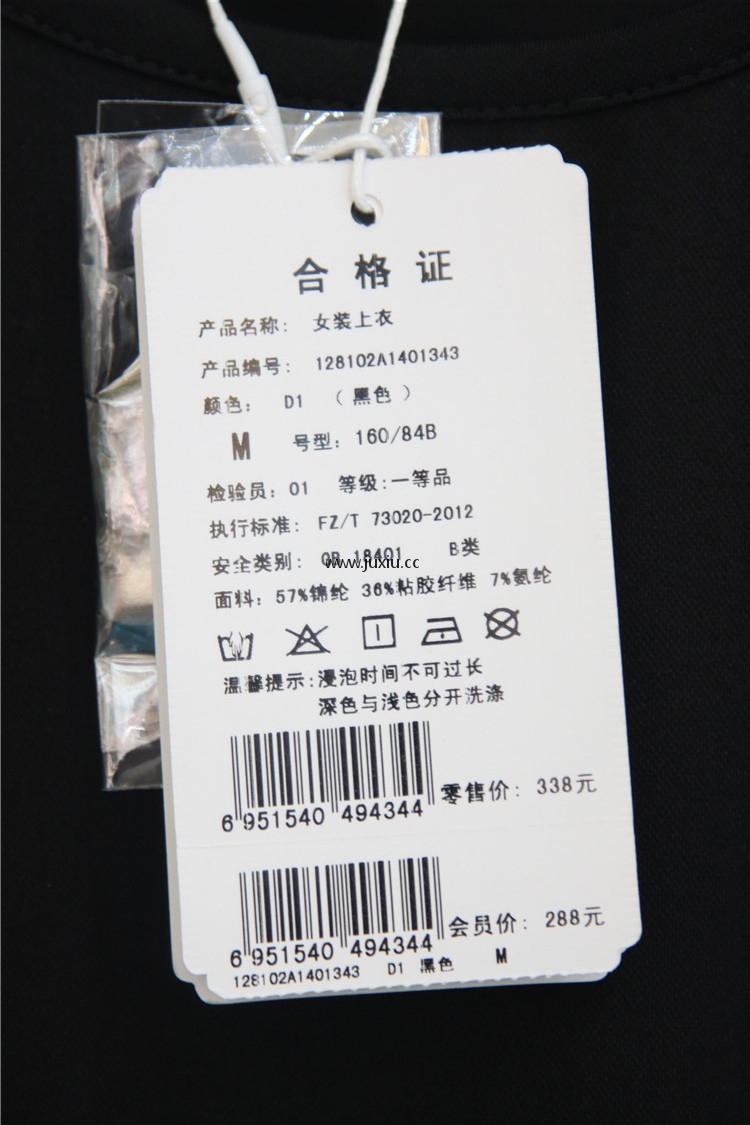 合格证
产品名称: 女装上衣
产品编号: 128102A1401343
颜色: D1 (黑色)
M 号型: 160/84B
检验员: 01 等级:一等品
执行标准: FZ/T 73020-2012
安全类别: GB 18401 B类
www.juxiu.cc
面料: 57%锦纶 36%粘胶纤维 7%氨纶
温馨提示:浸泡时间不可过长
深色与浅色分开洗涤
6 951540 494344 零售价: 338元
6 951540 494344 会员价: 288元
128102A1401343 D1 黑色 M